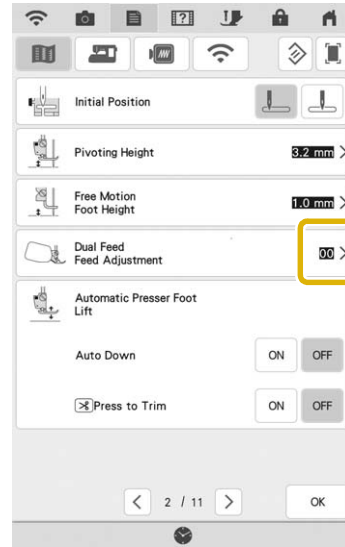 Initial Position
Pivoting Height
3.2 mm
Free Motion
Foot Height
1.0 mm
Dual Feed
Feed Adjustment
00
Automatic Presser Foot
Lift
Auto Down
ON
OFF
Press to Trim
ON
OFF
2 / 11
OK